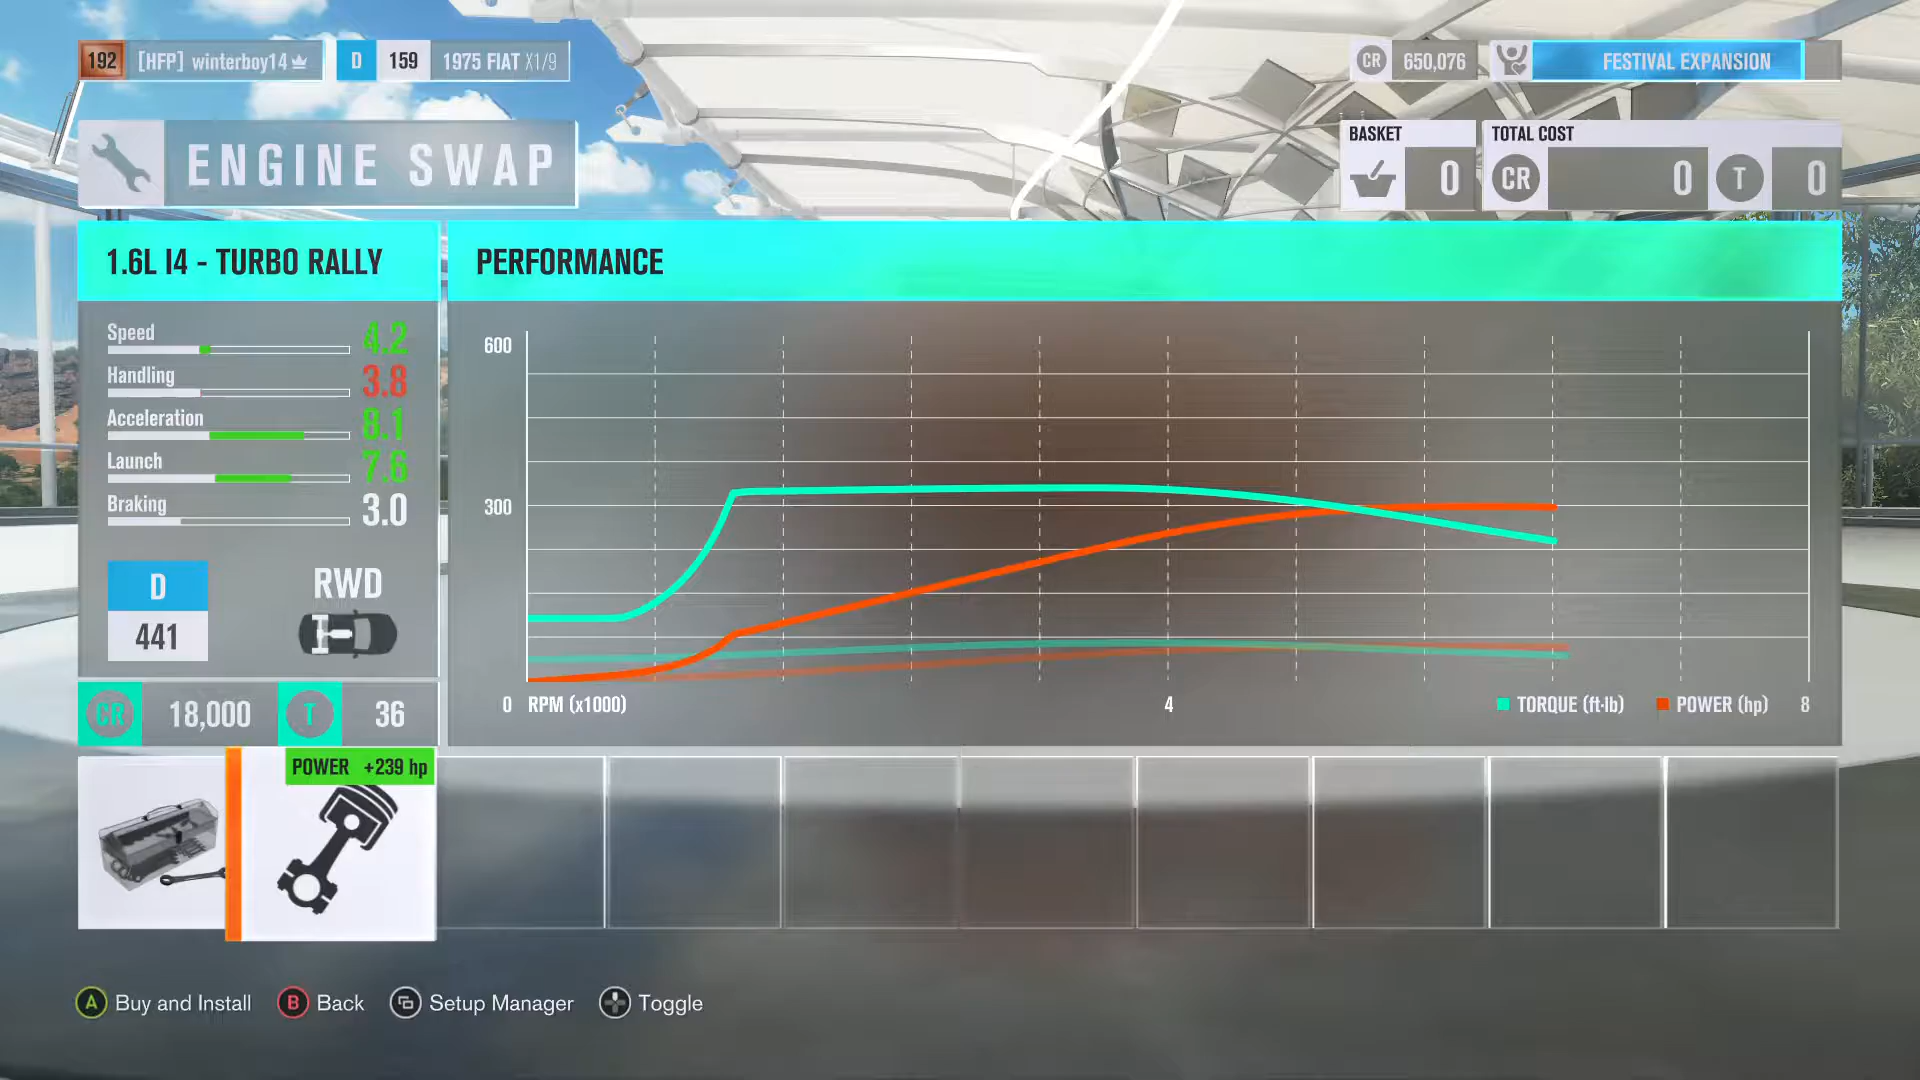 192 [HFP] winterboy14 D 159 1975 FIAT X1/9
CR 650,076 FESTIVAL EXPANSION
ENGINE SWAP
BASKET TOTAL COST
0 CR 0 T 0
1.6L I4 - TURBO RALLY
PERFORMANCE
Speed 4.2
Handling 3.8
Acceleration 8.1
Launch 7.6
Braking 3.0
D
441
RWD
CR 18,000 T 36
600
300
0 RPM (x1000) 4 TORQUE (ft·lb) POWER (hp) 8
POWER +239 hp
A Buy and Install B Back Setup Manager Toggle